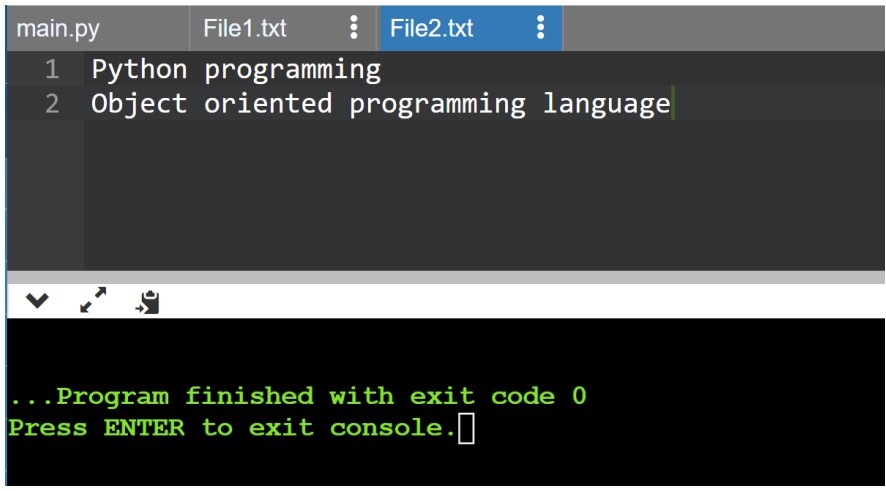 main.py File1.txt File2.txt
1 Python programming
2 Object oriented programming language
...Program finished with exit code 0
Press ENTER to exit console.